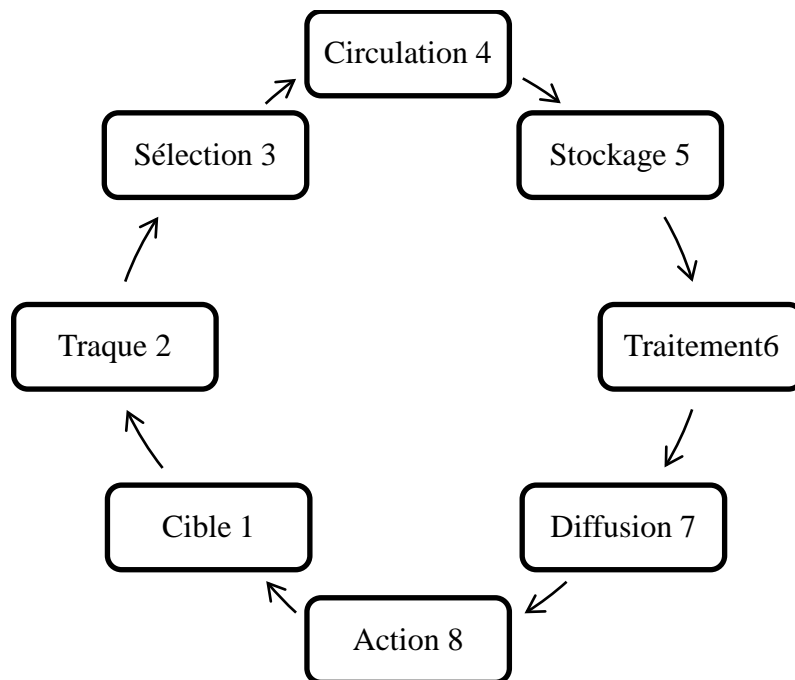 Circulation 4
Sélection 3
Stockage 5
Traque 2
Traitement6
Cible 1
Diffusion 7
Action 8